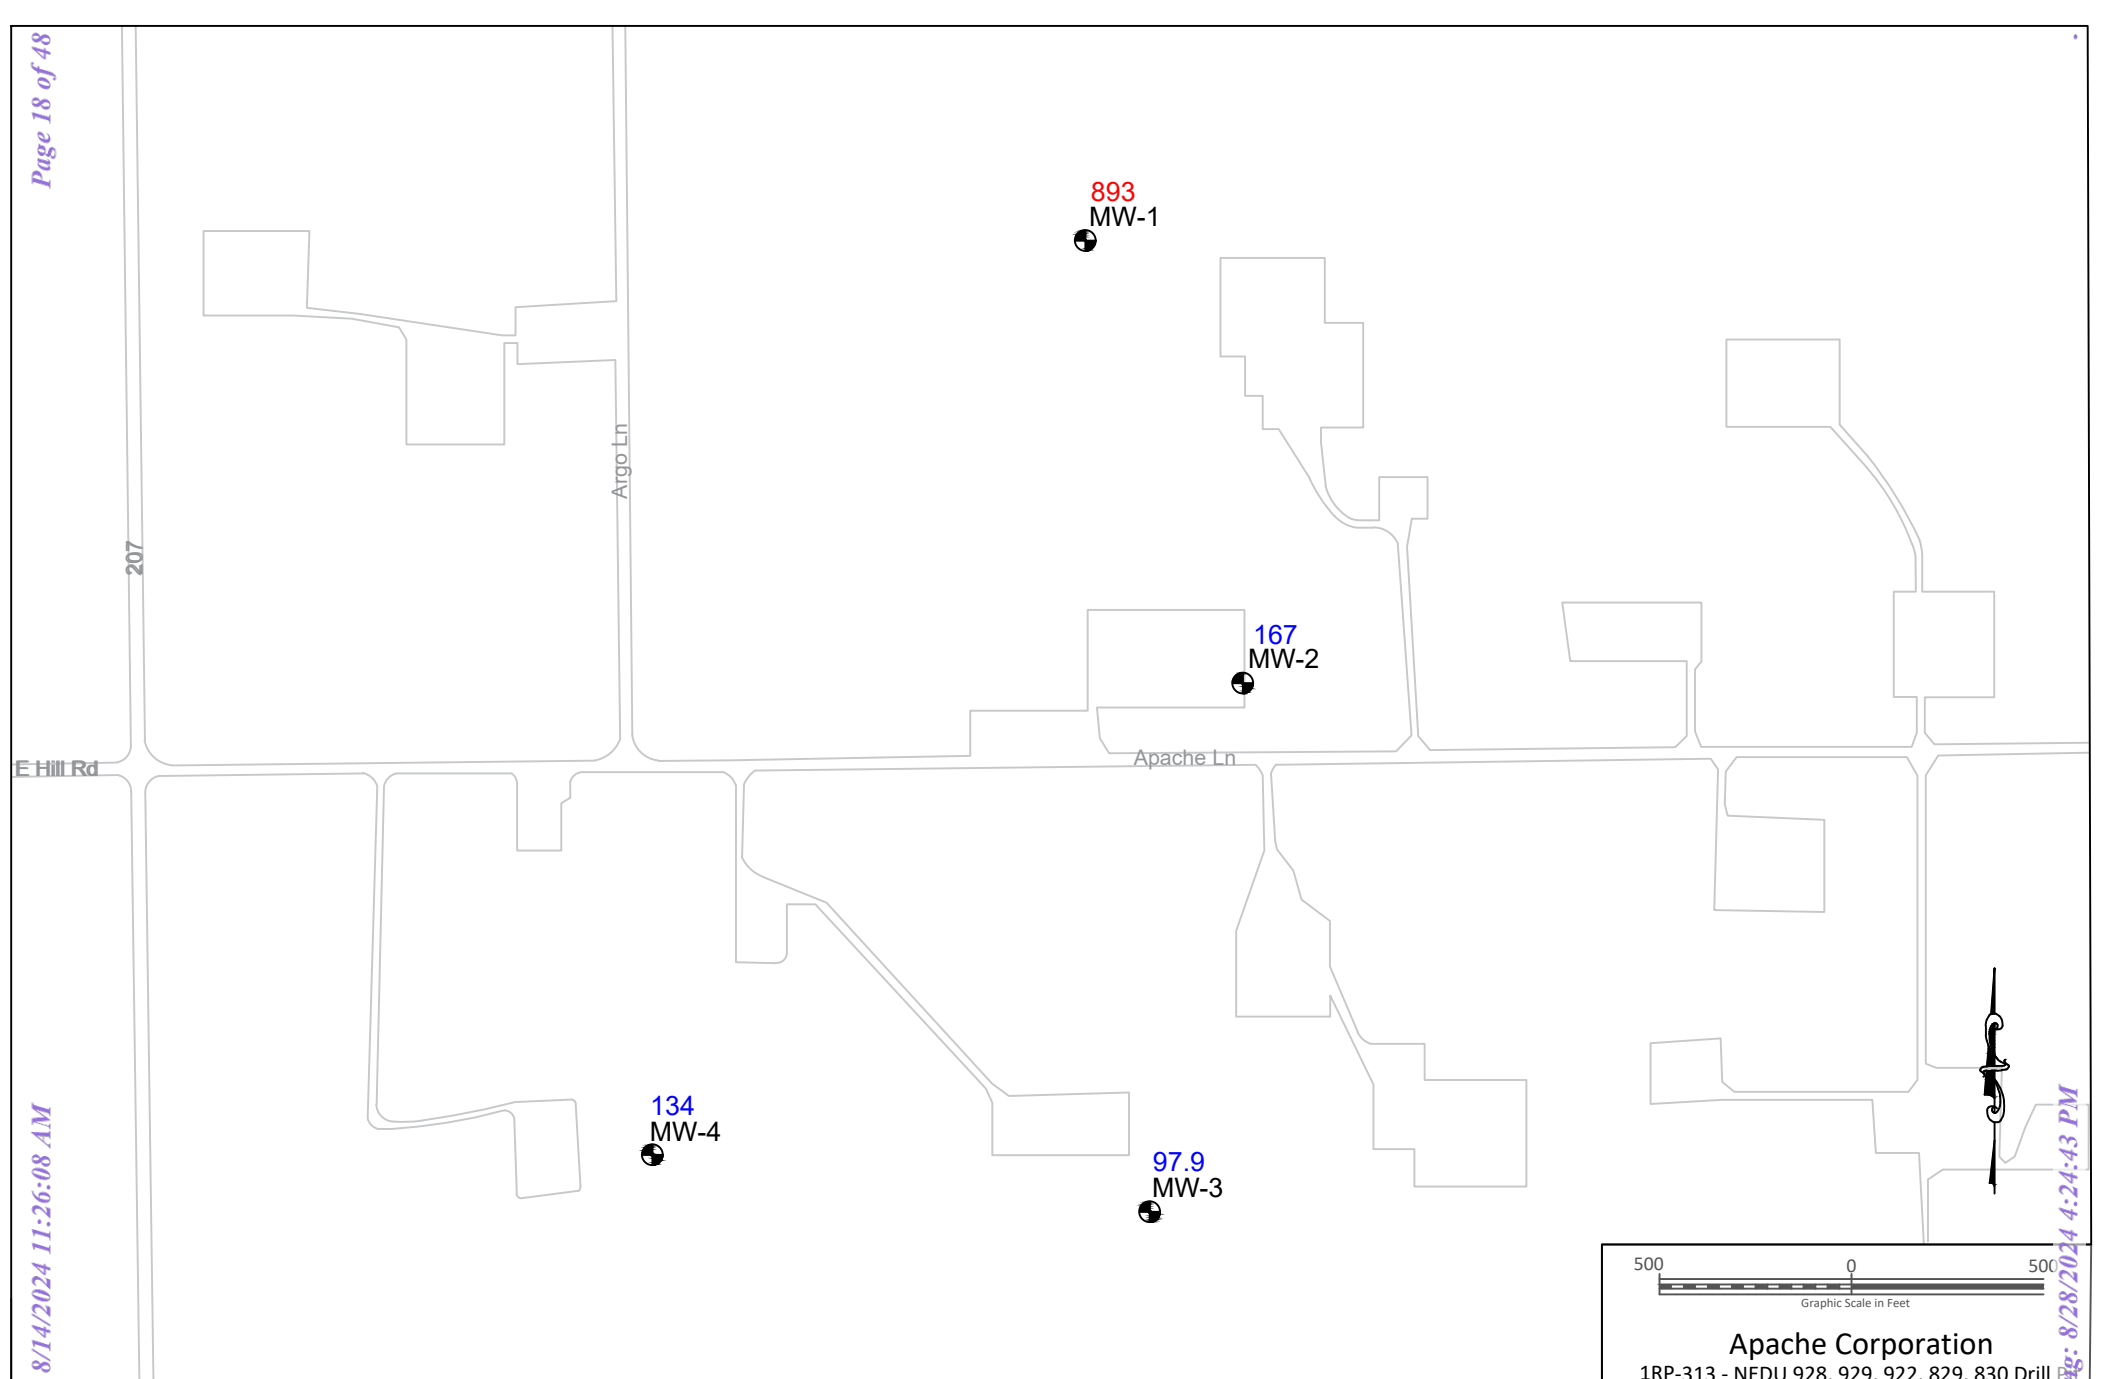 Page 18 of 48
893
MW-1
Argo Ln
207
167
MW-2
Apache Ln
E Hill Rd
134
MW-4
97.9
MW-3
8/14/2024 11:26:08 AM
8/28/2024 4:24:43 PM
500 0 500
Graphic Scale in Feet
Apache Corporation
1RP-313 - NEDU 928, 929, 922, 829, 830 Drill